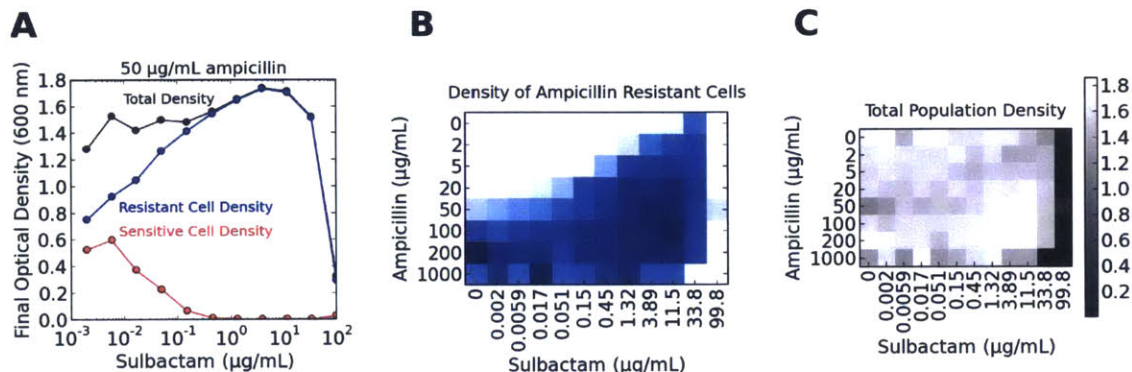 A
50 μg/mL ampicillin
Final Optical Density (600 nm)
1.8
1.6
1.4
1.2
1.0
0.8
0.6
0.4
0.2
0.0
Total Density
Resistant Cell Density
Sensitive Cell Density
10⁻³ 10⁻² 10⁻¹ 10⁰ 10¹ 10²
Sulbactam (μg/mL)
B
Density of Ampicillin Resistant Cells
Ampicillin (μg/mL)
0
2
5
20
50
100
200
1000
0 0.002 0.0059 0.017 0.051 0.15 0.45 1.32 3.89 11.5 33.8 99.8
Sulbactam (μg/mL)
C
Total Population Density
Ampicillin (μg/mL)
0
2
5
20
50
100
200
1000
0 0.002 0.0059 0.017 0.051 0.15 0.45 1.32 3.89 11.5 33.8 99.8
Sulbactam (μg/mL)
1.8
1.6
1.4
1.2
1.0
0.8
0.6
0.4
0.2